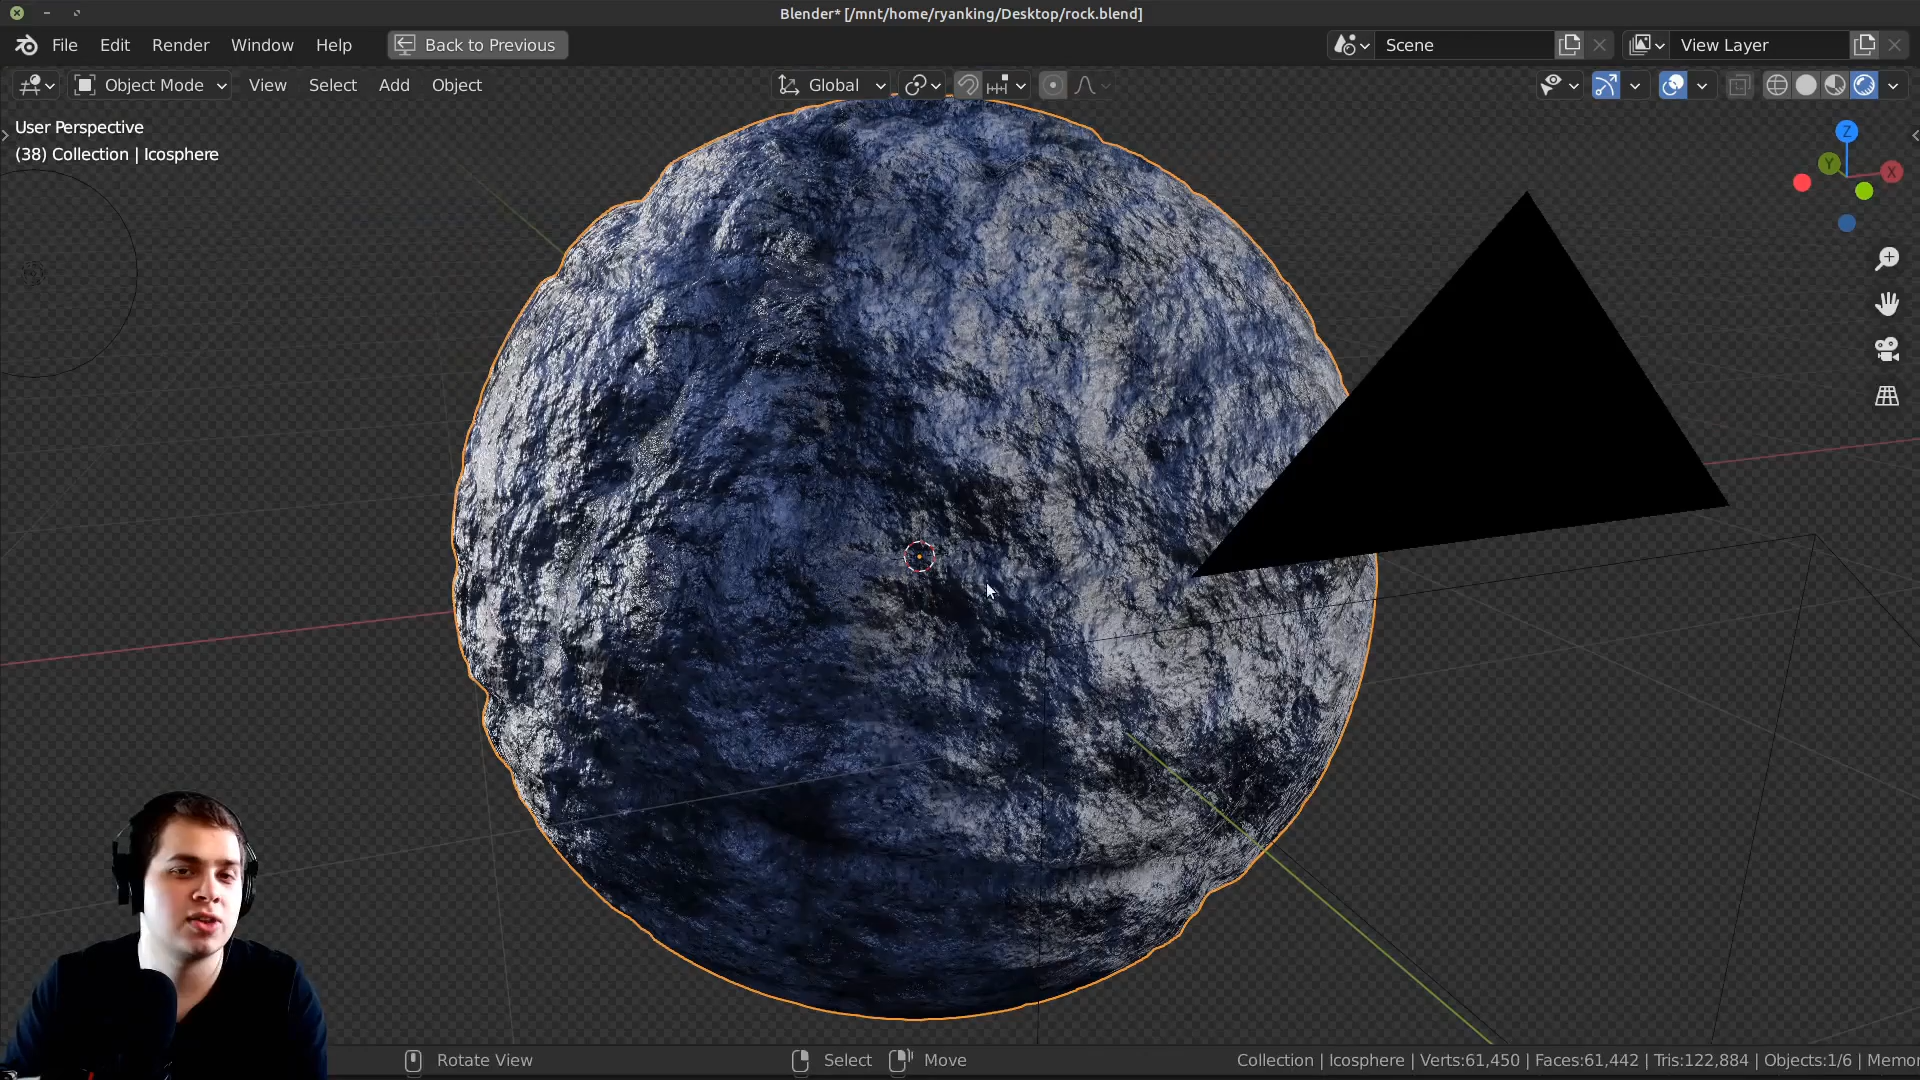 Blender* [/mnt/home/ryanking/Desktop/rock.blend]
File Edit Render Window Help Back to Previous Scene View Layer
Object Mode View Select Add Object Global
User Perspective
(38) Collection | Icosphere
Z
Y
X
Rotate View Select Move Collection | Icosphere | Verts:61,450 | Faces:61,442 | Tris:122,884 | Objects:1/6 | Memor